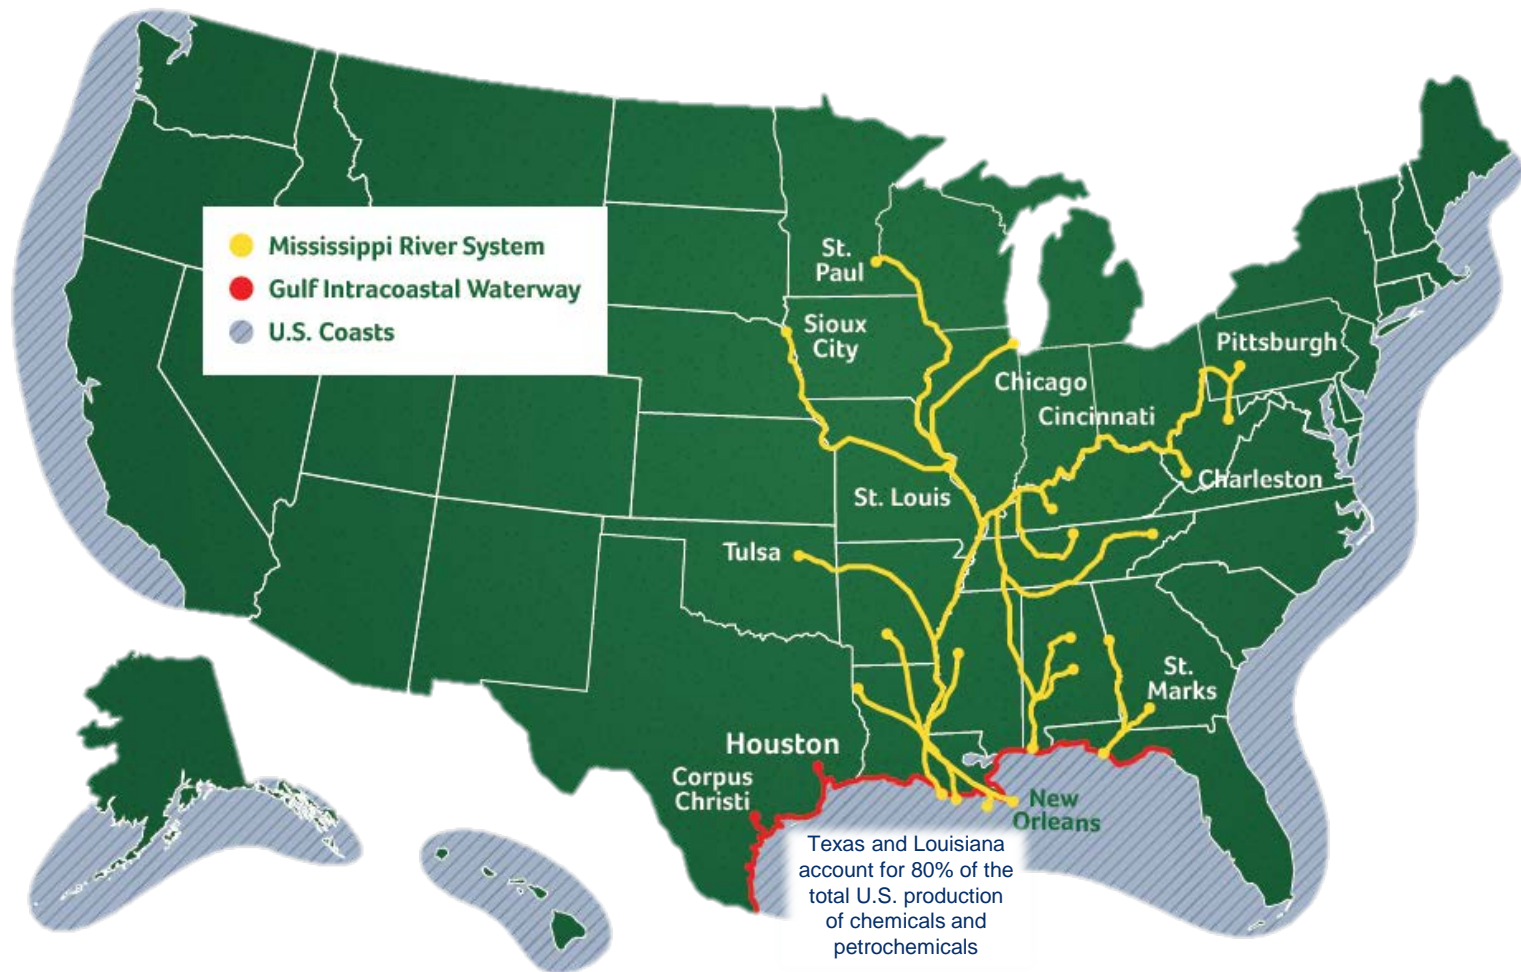 Mississippi River System
Gulf Intracoastal Waterway
U.S. Coasts
St.
Paul
Sioux
City
Pittsburgh
Chicago
Cincinnati
Charleston
St. Louis
Tulsa
St.
Marks
Houston
Corpus
Christi
New
Orleans
Texas and Louisiana
account for 80% of the
total U.S. production
of chemicals and
petrochemicals